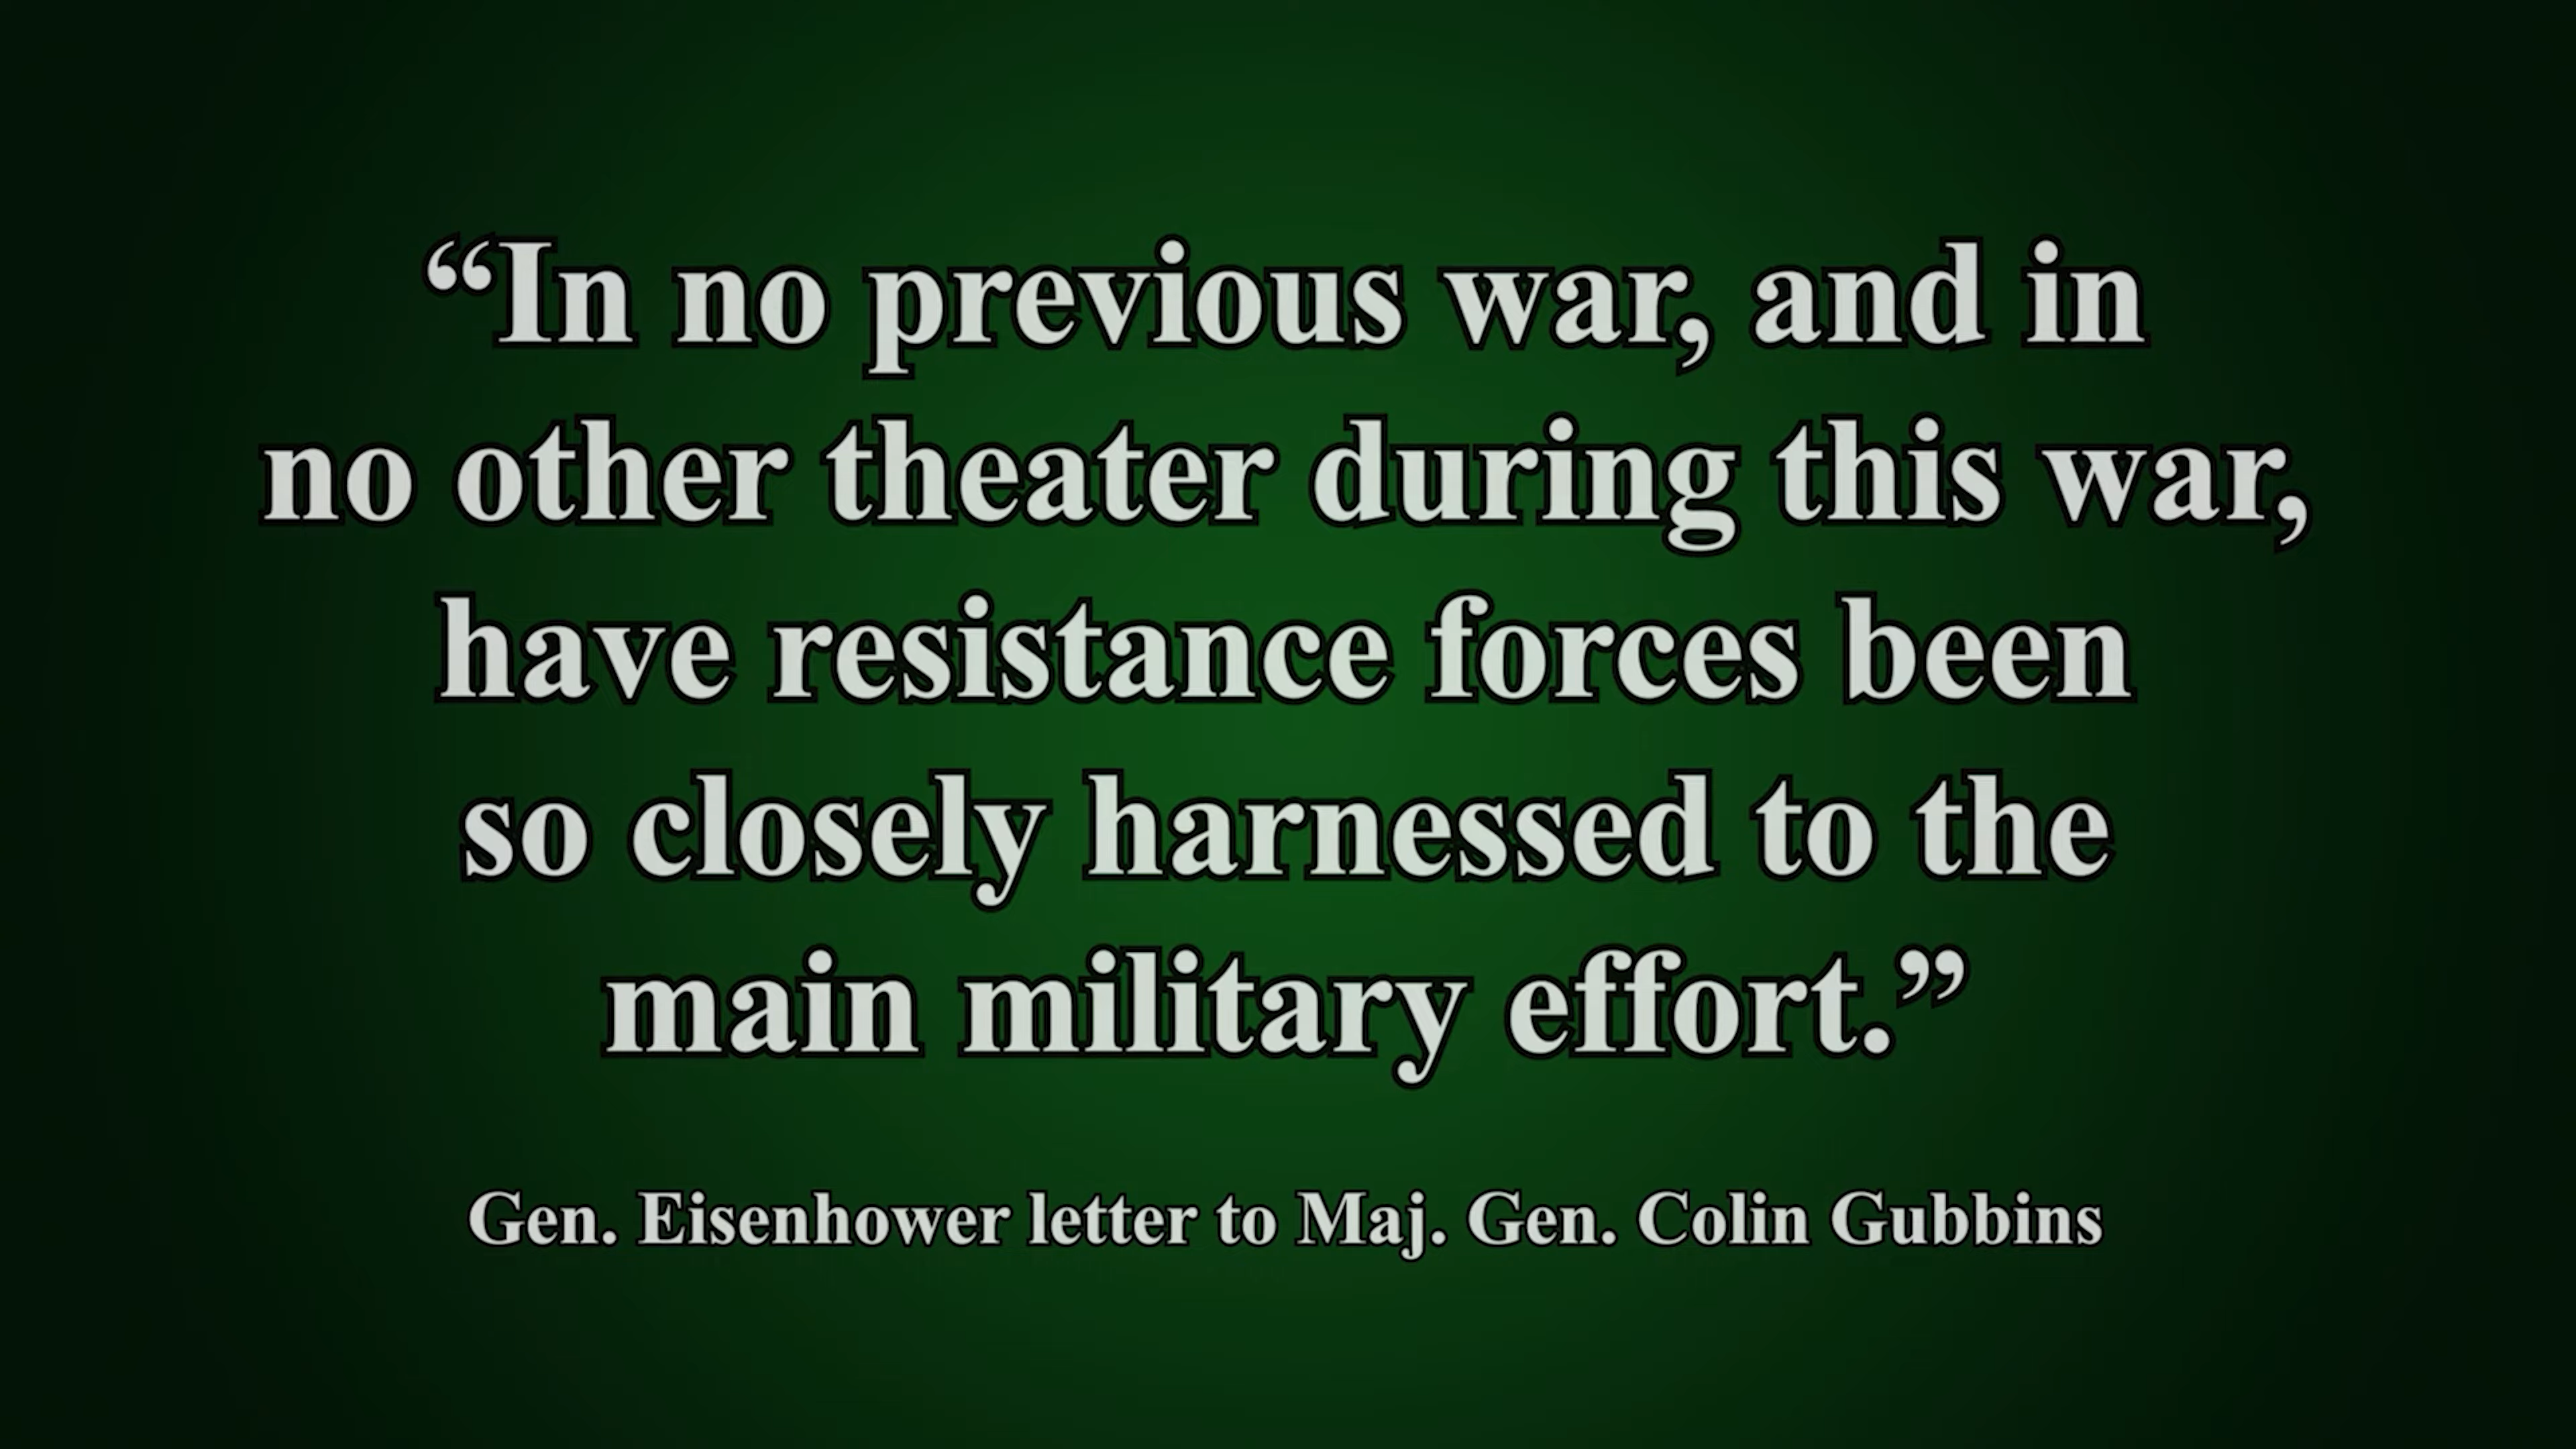 “In no previous war, and in
no other theater during this war,
have resistance forces been
so closely harnessed to the
main military effort.”
Gen. Eisenhower letter to Maj. Gen. Colin Gubbins